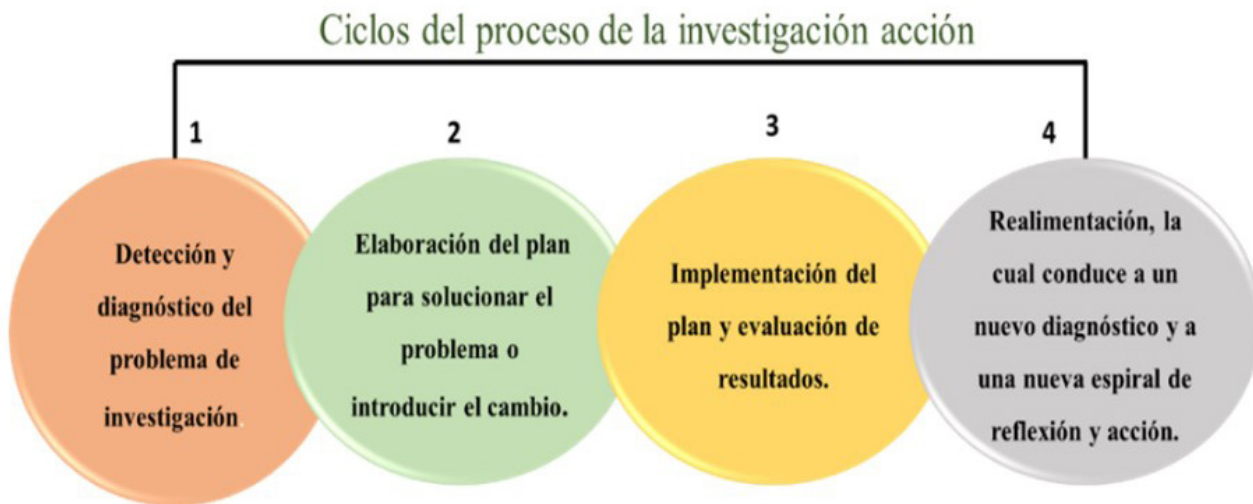 Ciclos del proceso de la investigación acción
1
2
3
4
Detección y
diagnóstico del
problema de
investigación.
Elaboración del plan
para solucionar el
problema o
introducir el cambio.
Implementación del
plan y evaluación de
resultados.
Realimentación, la
cual conduce a un
nuevo diagnóstico y a
una nueva espiral de
reflexión y acción.